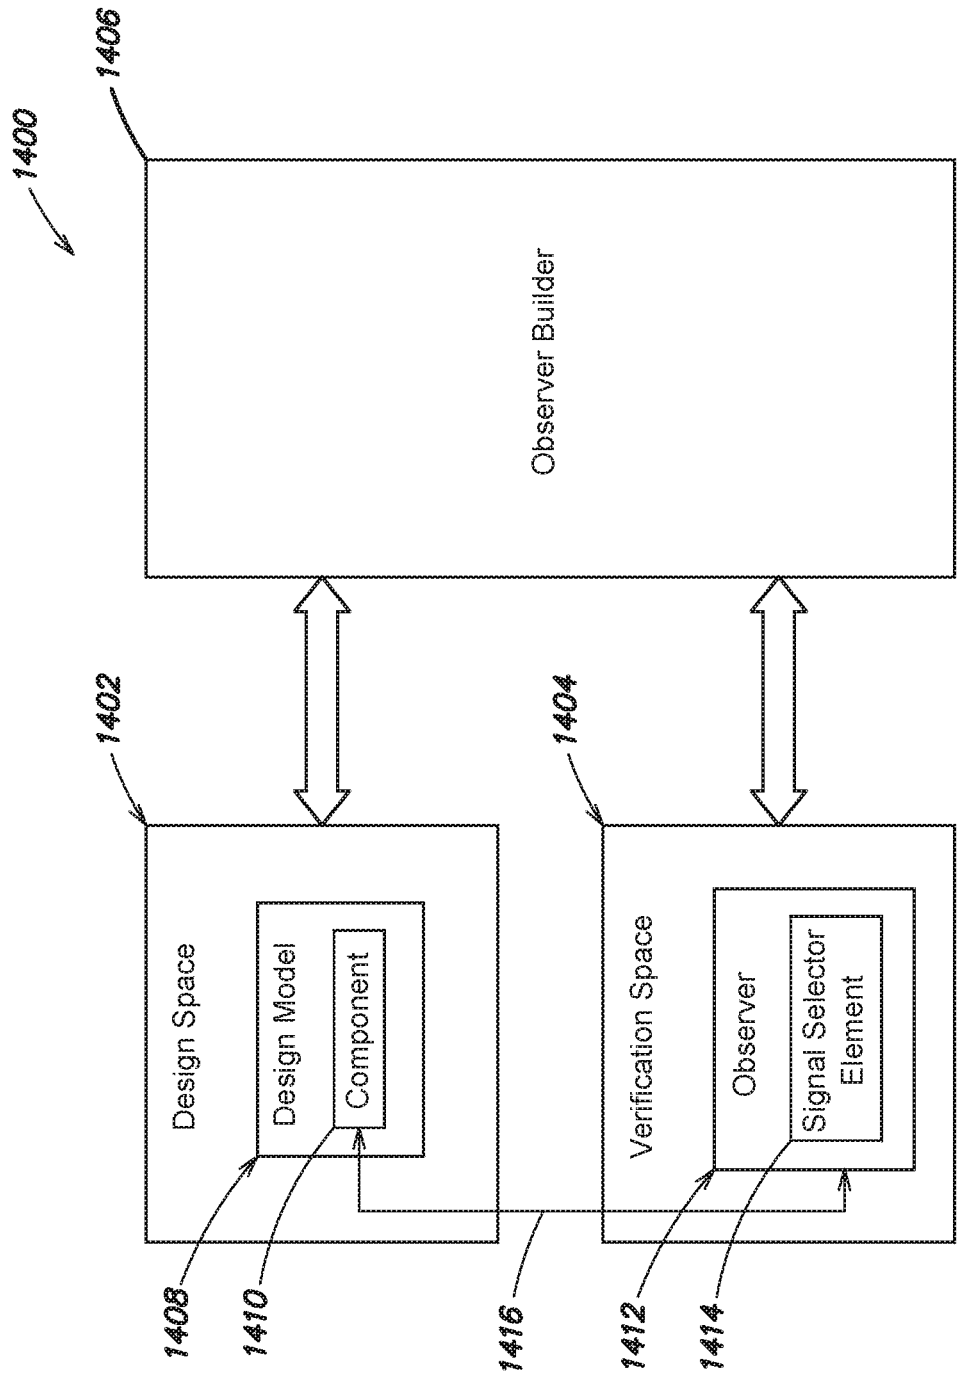 1400
1402
1406
Design Space
1408
Design Model
1410
Component
Observer Builder
1416
1404
Verification Space
1412
Observer
1414
Signal Selector
Element